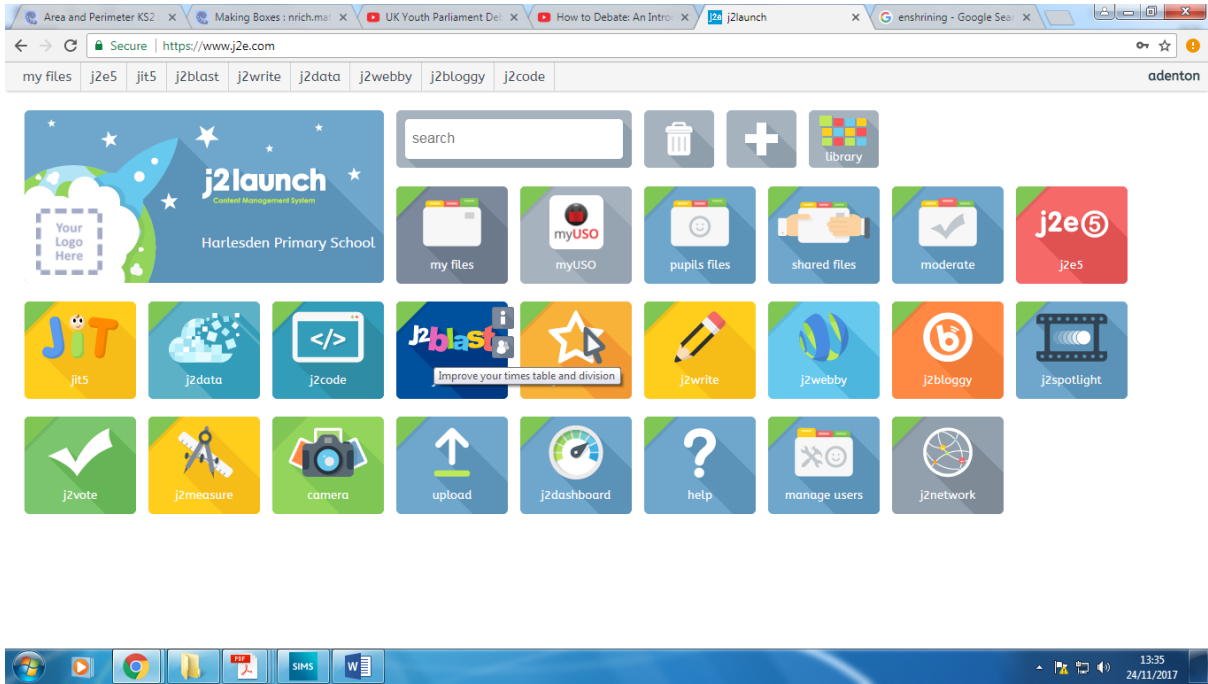 Area and Perimeter KS2 :
Making Boxes : nrich.mat
UK Youth Parliament Deb
How to Debate: An Intro
j2e j2launch
G enshrining - Google Sear
Secure | https://www.j2e.com
my files j2e5 jit5 j2blast j2write j2data j2webby j2bloggy j2code
adenton
search
library
j2launch
Content Management System
Your
Logo
Here
Harlesden Primary School
my files
myUSO
myUSO
pupils files
shared files
moderate
j2e5
j2e5
JiT
jit5
j2data
</>
j2code
j2blast
i
Improve your times table and division
j2write
j2webby
b
j2bloggy
j2spotlight
j2vote
j2measure
camera
upload
j2dashboard
?
help
manage users
j2network
PDF
SIMS
W
13:35
24/11/2017